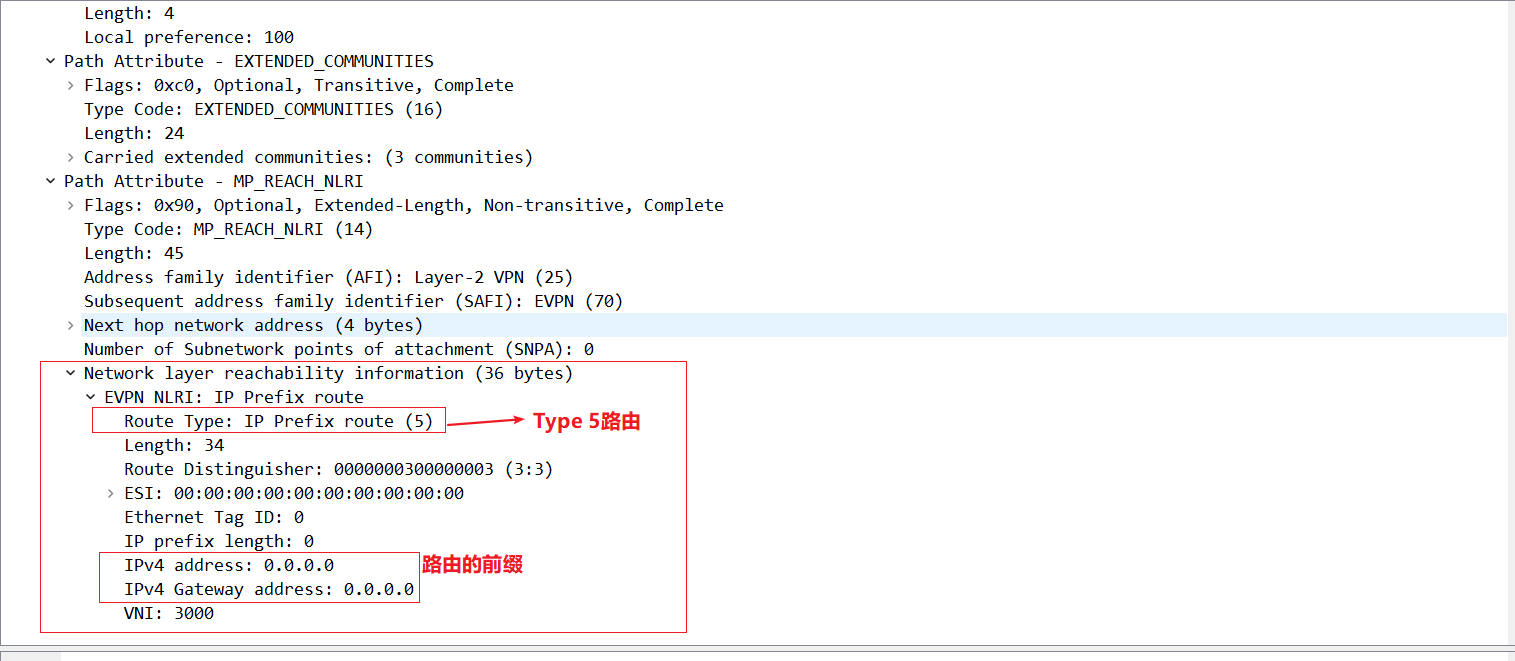 Length: 4
Local preference: 100
Path Attribute - EXTENDED_COMMUNITIES
Flags: 0xc0, Optional, Transitive, Complete
Type Code: EXTENDED_COMMUNITIES (16)
Length: 24
Carried extended communities: (3 communities)
Path Attribute - MP_REACH_NLRI
Flags: 0x90, Optional, Extended-Length, Non-transitive, Complete
Type Code: MP_REACH_NLRI (14)
Length: 45
Address family identifier (AFI): Layer-2 VPN (25)
Subsequent address family identifier (SAFI): EVPN (70)
Next hop network address (4 bytes)
Number of Subnetwork points of attachment (SNPA): 0
Network layer reachability information (36 bytes)
EVPN NLRI: IP Prefix route
Route Type: IP Prefix route (5) Type 5路由
Length: 34
Route Distinguisher: 0000000300000003 (3:3)
ESI: 00:00:00:00:00:00:00:00:00:00
Ethernet Tag ID: 0
IP prefix length: 0
IPv4 address: 0.0.0.0 路由的前缀
IPv4 Gateway address: 0.0.0.0
VNI: 3000